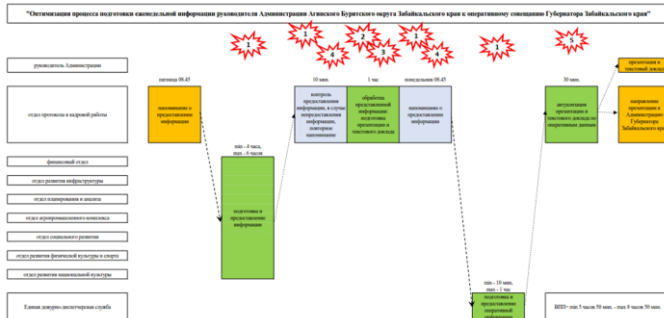 "Оптимизация процесса подготовки еженедельной информации руководителя Администрации Агинского Бурятского округа Забайкальского края к оперативному совещанию Губернатора Забайкальского края"
1
1
4
2
3
1
4
1
5
руководитель Администрации
презентация и
текстовый доклад
пятница 08.45
10 мин.
1 час
понедельник 08.45
30 мин.
отдел протокола и кадровой работы
напоминание о
предоставлении
информации
контроль
предоставления
информации, в случае
непредоставления
информации,
повторное
напоминание
обработка
представленной
информации:
подготовка
презентации и
текстового доклада
напоминание о
предоставлении
информации
актуализация
презентации и
текстового доклада по
оперативным данным
направление
презентации в
Администрацию
Губернатора
Забайкальского края
min - 4 часа,
max - 6 часов
финансовый отдел
отдел развития инфраструктуры
отдел планирования и анализа
отдел агропромышленного комплекса
отдел социального развития
отдел развития физической культуры и спорта
отдел развития национальной культуры
подготовка и
предоставление
информации
min - 10 мин.
max - 1 час
Единая дежурно-диспетчерская служба
подготовка и
предоставление
оперативной
информации
ВПП= min 5 часов 50 мин. - max 8 часов 50 мин.